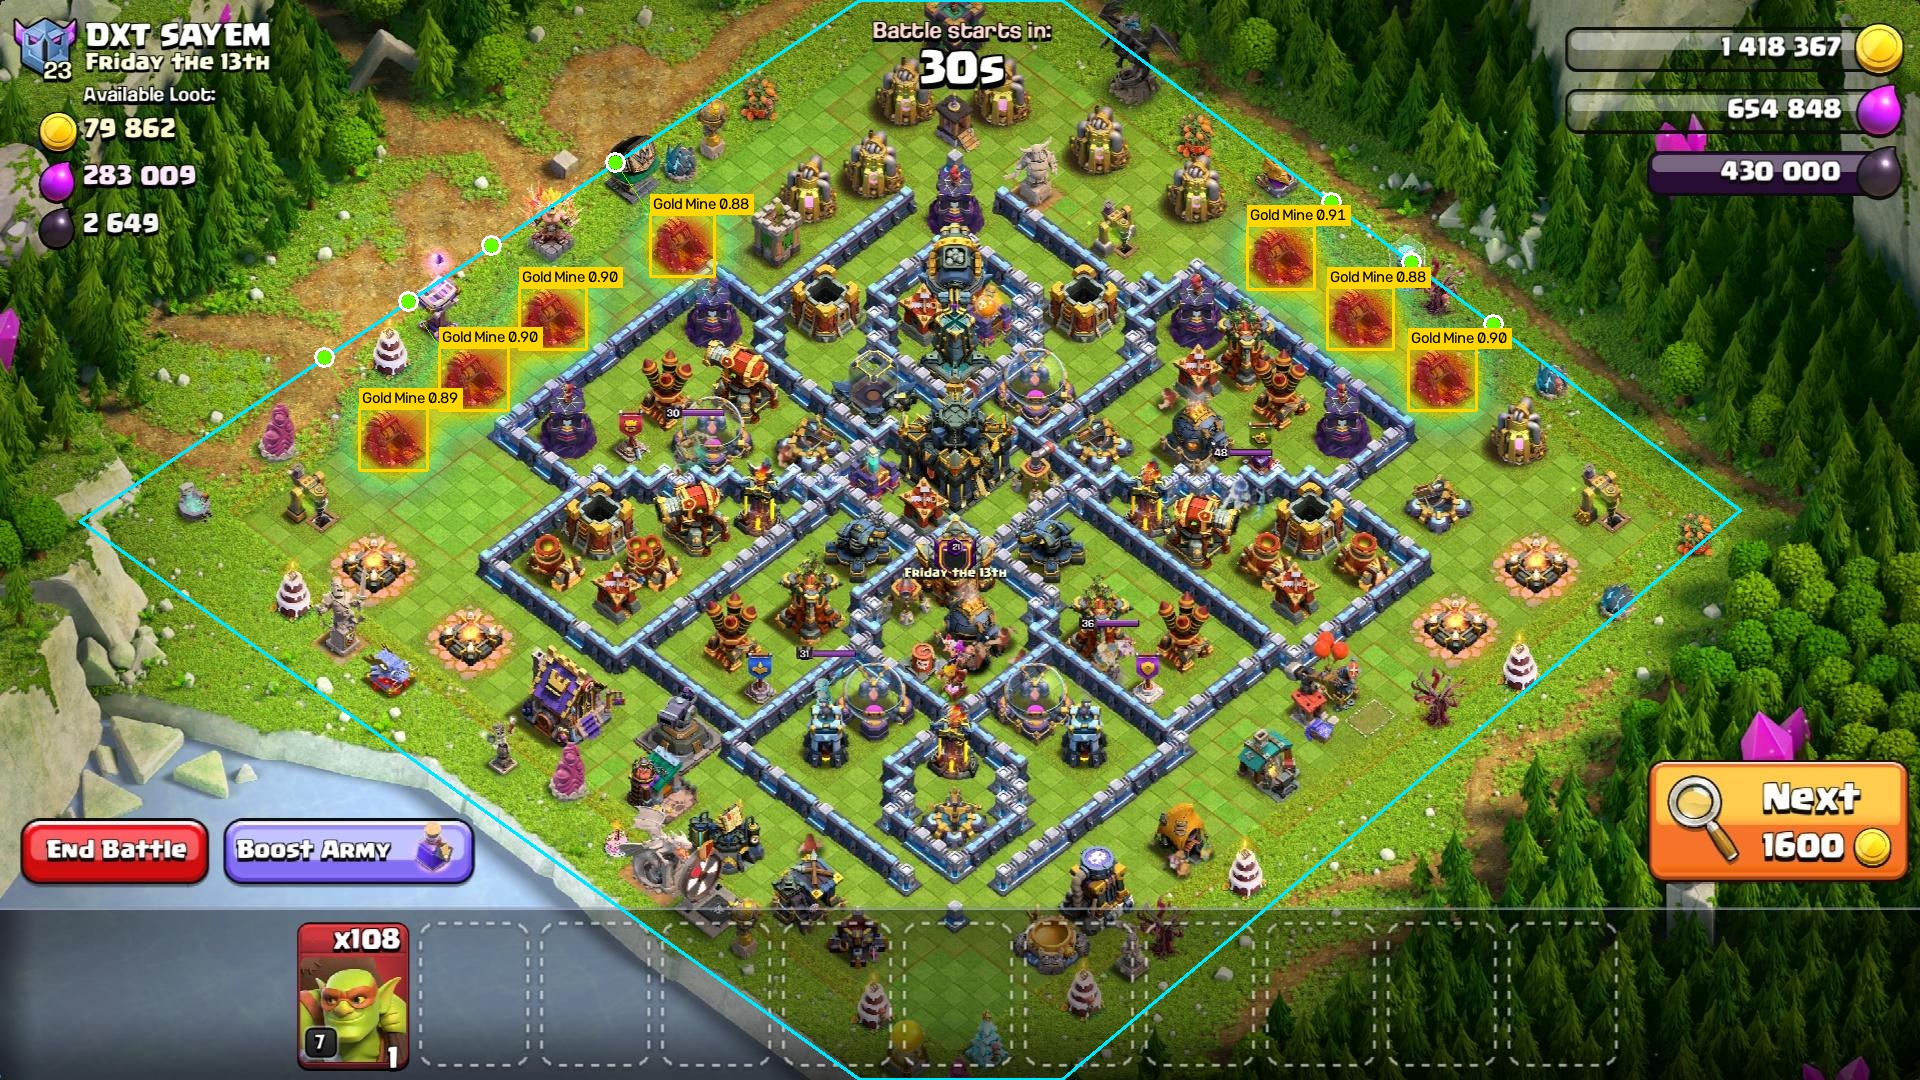 DXT SAYEM
Friday the 13th
23
Available Loot:
79 862
283 009
2 649
Battle starts in:
30s
1 418 367
654 848
430 000
Gold Mine 0.88
Gold Mine 0.91
Gold Mine 0.90
Gold Mine 0.88
Gold Mine 0.90
Gold Mine 0.90
Gold Mine 0.89
30
48
21
Friday the 13th
36
31
End Battle
Boost Army
Next
1600
x108
7
1